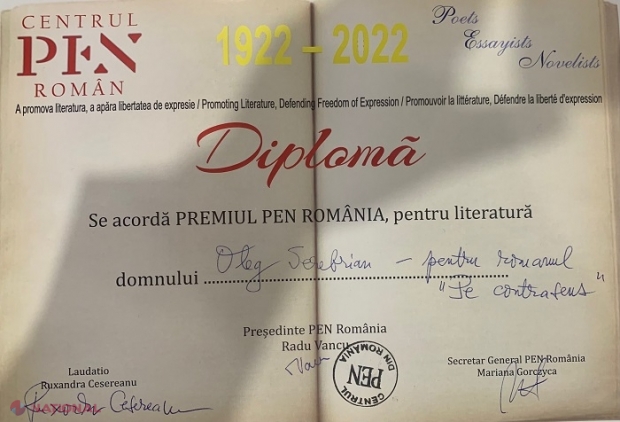 CENTRUL
PEN
ROMÂN
1922 – 2022
Poets
Essayists
Novelists
A promova literatura, a apăra libertatea de expresie / Promoting Literature, Defending Freedom of Expression / Promouvoir la littérature, Défendre la liberté d'expression
Diplomă
Se acordă PREMIUL PEN ROMÂNIA, pentru literatură
domnului Oleg Serebrian – pentru romanul
"Pe contrasens"
Președinte PEN România
Radu Vancu
Laudatio
Ruxandra Cesereanu
Secretar General PEN România
Mariana Gorczyca
CENTRUL PEN DIN ROMÂNIA
Ruxandra Cesereanu